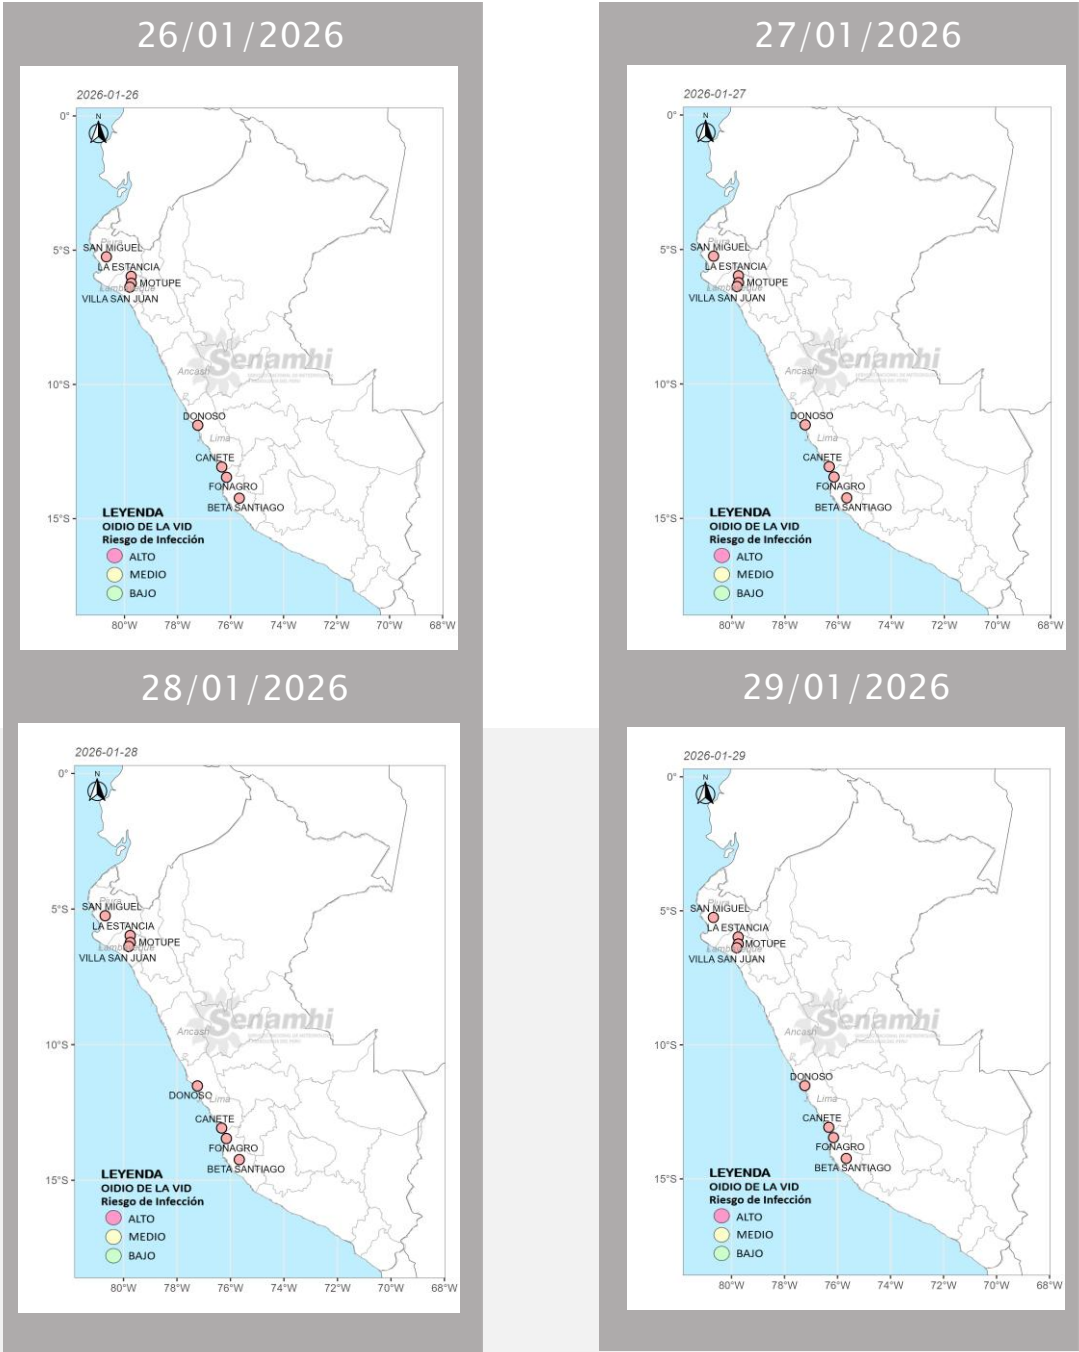 26/01/2026
2026-01-26
N
0°
5°S
10°S
15°S
Piura
SAN MIGUEL
LA ESTANCIA
MOTUPE
VILLA SAN JUAN
Senamhi
Ancash
DONOSO
Lima
CANETE
FONAGRO
BETA SANTIAGO
LEYENDA
OIDIO DE LA VID
Riesgo de Infección
ALTO
MEDIO
BAJO
80°W 78°W 76°W 74°W 72°W 70°W 68°W
27/01/2026
2026-01-27
N
0°
5°S
10°S
15°S
Piura
SAN MIGUEL
LA ESTANCIA
MOTUPE
VILLA SAN JUAN
Senamhi
Ancash
DONOSO
Lima
CANETE
FONAGRO
BETA SANTIAGO
LEYENDA
OIDIO DE LA VID
Riesgo de Infección
ALTO
MEDIO
BAJO
80°W 78°W 76°W 74°W 72°W 70°W 68°W
28/01/2026
2026-01-28
N
0°
5°S
10°S
15°S
Piura
SAN MIGUEL
LA ESTANCIA
MOTUPE
VILLA SAN JUAN
Senamhi
Ancash
DONOSO
Lima
CANETE
FONAGRO
BETA SANTIAGO
LEYENDA
OIDIO DE LA VID
Riesgo de Infección
ALTO
MEDIO
BAJO
80°W 78°W 76°W 74°W 72°W 70°W 68°W
29/01/2026
2026-01-29
N
0°
5°S
10°S
15°S
Piura
SAN MIGUEL
LA ESTANCIA
MOTUPE
VILLA SAN JUAN
Senamhi
Ancash
DONOSO
Lima
CANETE
FONAGRO
BETA SANTIAGO
LEYENDA
OIDIO DE LA VID
Riesgo de Infección
ALTO
MEDIO
BAJO
80°W 78°W 76°W 74°W 72°W 70°W 68°W